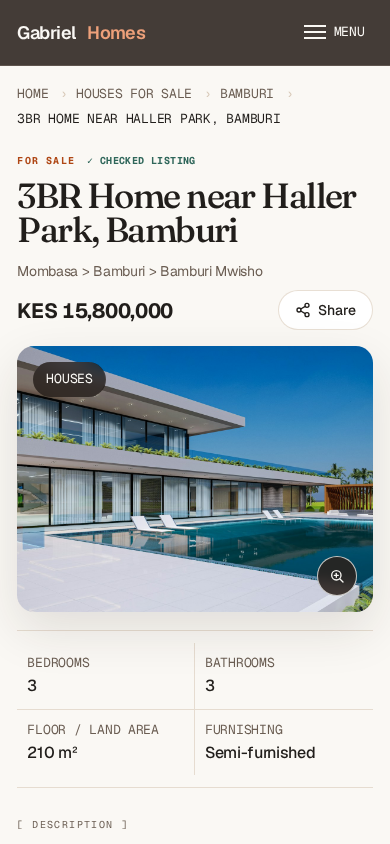 Gabriel Homes
MENU
HOME › HOUSES FOR SALE › BAMBURI ›
3BR HOME NEAR HALLER PARK, BAMBURI
FOR SALE ✓ CHECKED LISTING
3BR Home near Haller
Park, Bamburi
Mombasa > Bamburi > Bamburi Mwisho
KES 15,800,000
Share
HOUSES
BEDROOMS
3
BATHROOMS
3
FLOOR / LAND AREA
210 m²
FURNISHING
Semi-furnished
[ DESCRIPTION ]